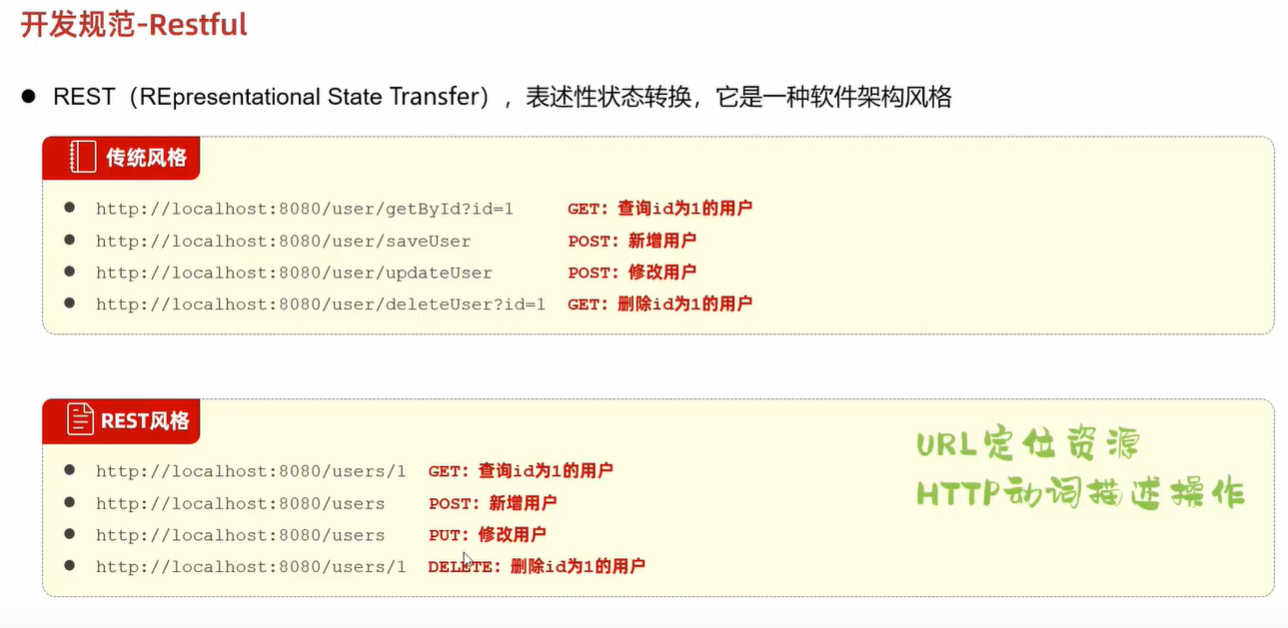 开发规范-Restful
● REST（REpresentational State Transfer），表述性状态转换，它是一种软件架构风格
传统风格
● http://localhost:8080/user/getById?id=1 GET：查询id为1的用户
● http://localhost:8080/user/saveUser POST：新增用户
● http://localhost:8080/user/updateUser POST：修改用户
● http://localhost:8080/user/deleteUser?id=1 GET：删除id为1的用户
REST风格
● http://localhost:8080/users/1 GET：查询id为1的用户
● http://localhost:8080/users POST：新增用户
● http://localhost:8080/users PUT：修改用户
● http://localhost:8080/users/1 DELETE：删除id为1的用户
URL定位资源
HTTP动词描述操作